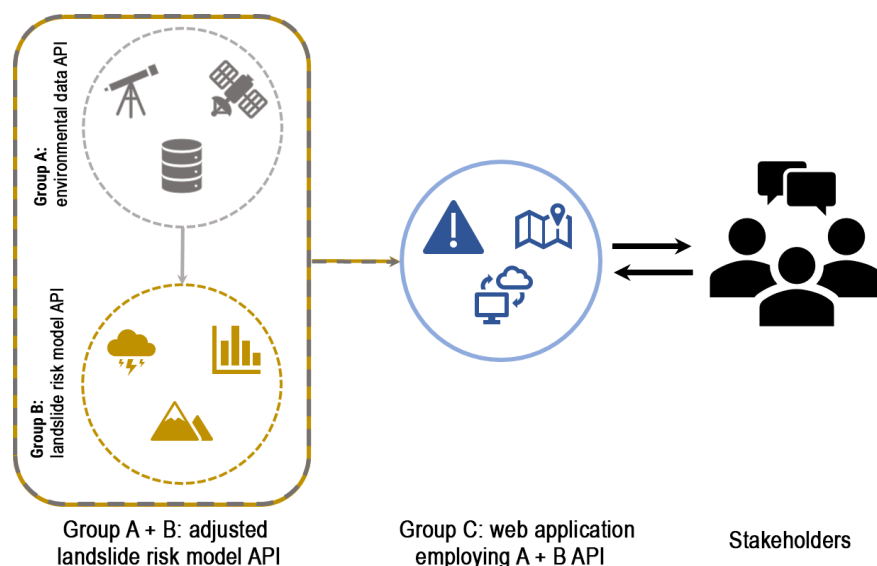 Group A:
environmental data API
Group B:
landslide risk model API
Group A + B: adjusted
landslide risk model API
Group C: web application
employing A + B API
Stakeholders